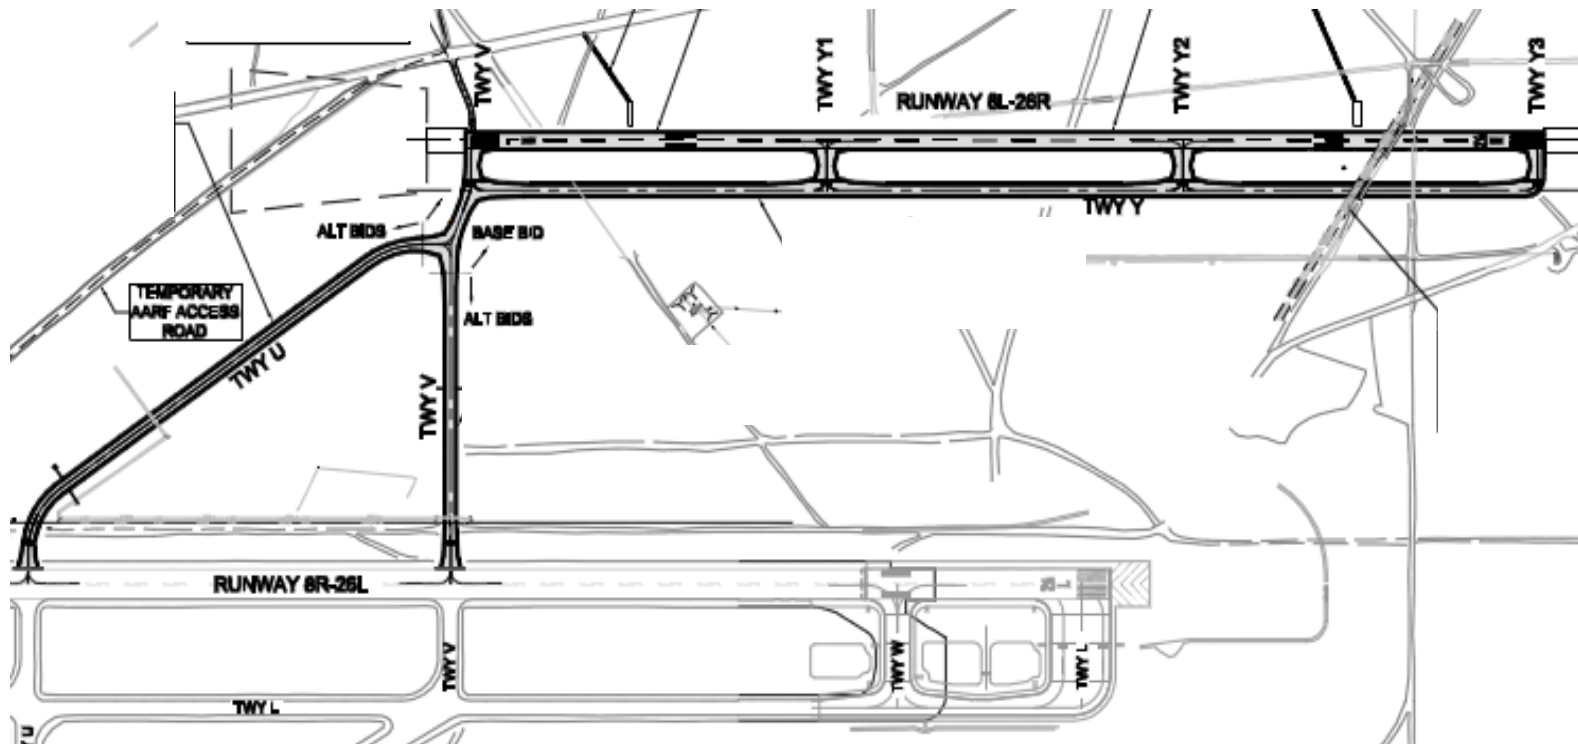 TWY V
TWY Y1
TWY Y2
TWY Y3
RUNWAY 8L-26R
TWY Y
ALT BIDS
BASE BID
TEMPORARY
AARF ACCESS
ROAD
ALT BIDS
TWY U
TWY V
RUNWAY 8R-26L
TWY V
TWY W
TWY L
TWY L
U